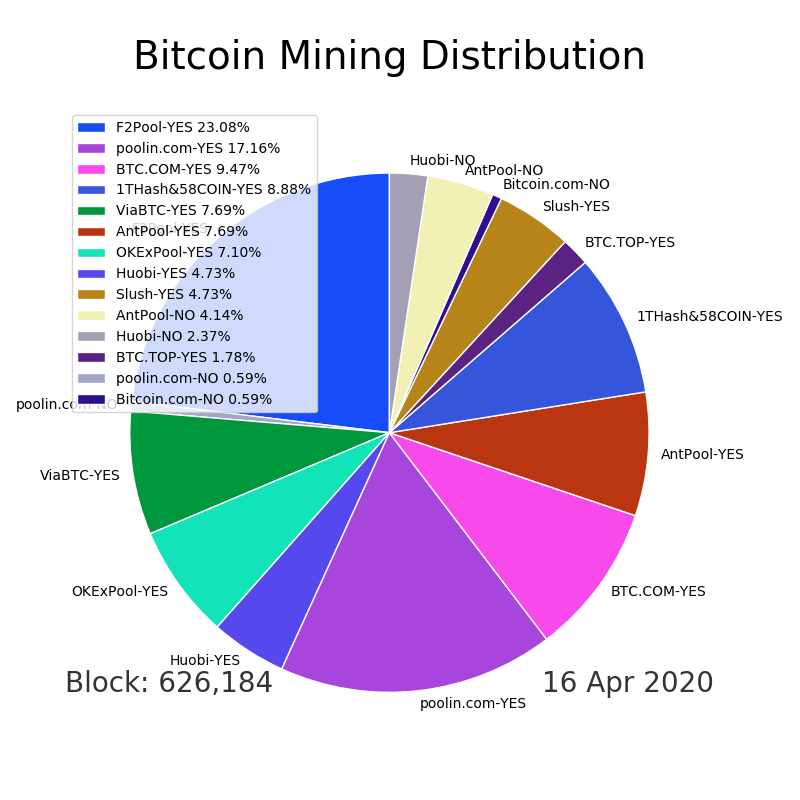 Bitcoin Mining Distribution
F2Pool-YES 23.08%
poolin.com-YES 17.16%
BTC.COM-YES 9.47%
1THash&58COIN-YES 8.88%
ViaBTC-YES 7.69%
AntPool-YES 7.69%
OKExPool-YES 7.10%
Huobi-YES 4.73%
Slush-YES 4.73%
AntPool-NO 4.14%
Huobi-NO 2.37%
BTC.TOP-YES 1.78%
poolin.com-NO 0.59%
Bitcoin.com-NO 0.59%
Huobi-NO
AntPool-NO
Bitcoin.com-NO
Slush-YES
BTC.TOP-YES
1THash&58COIN-YES
AntPool-YES
BTC.COM-YES
poolin.com-YES
Huobi-YES
OKExPool-YES
ViaBTC-YES
poolin.com-NO
Block: 626,184
16 Apr 2020